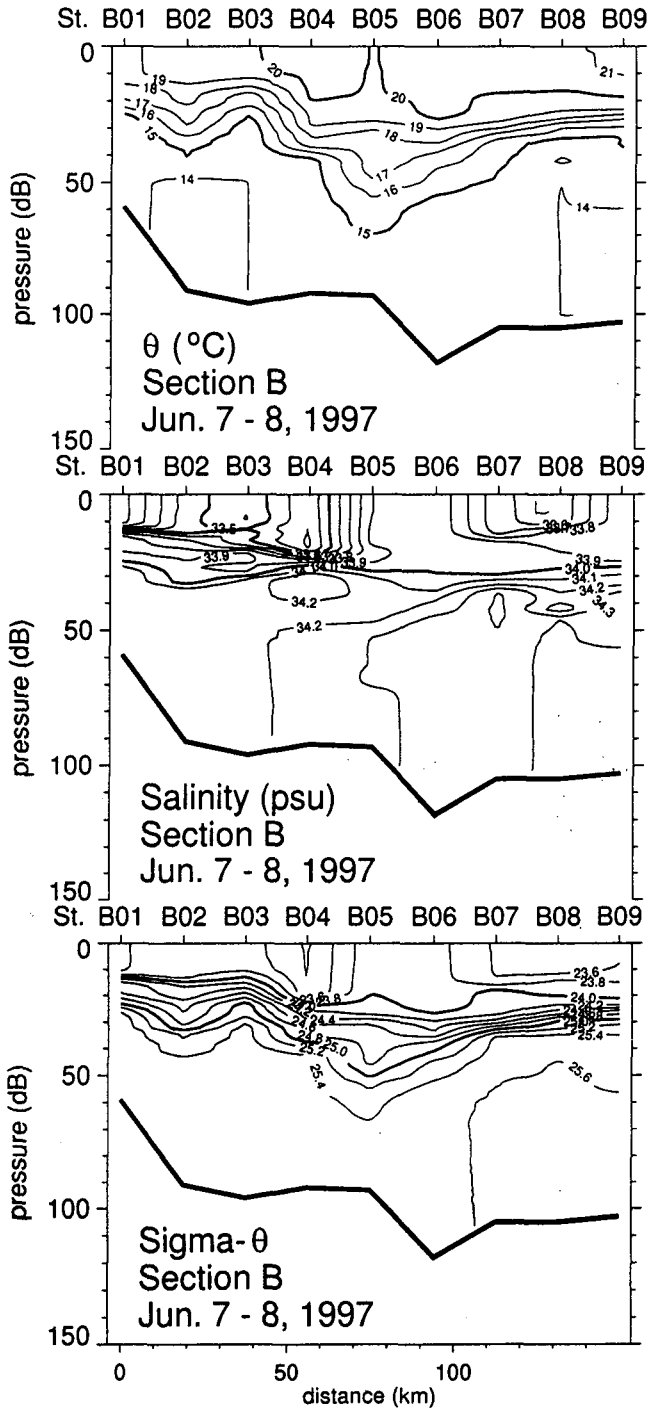 St. B01 B02 B03 B04 B05 B06 B07 B08 B09
0
50
100
150
pressure (dB)
19
19
18
17
16
15
20
20
21
19
18
17
16
15
14
14
θ (°C)
Section B
Jun. 7 - 8, 1997
St. B01 B02 B03 B04 B05 B06 B07 B08 B09
0
50
100
150
pressure (dB)
33.9
33.9
33.8
33.9
34.0
34.1
34.2
34.3
34.2
34.2
Salinity (psu)
Section B
Jun. 7 - 8, 1997
St. B01 B02 B03 B04 B05 B06 B07 B08 B09
0
50
100
150
pressure (dB)
23.8
23.6
23.8
24.0
24.4
24.8
25.0
25.2
25.4
25.4
25.6
Sigma-θ
Section B
Jun. 7 - 8, 1997
0 50 100
distance (km)